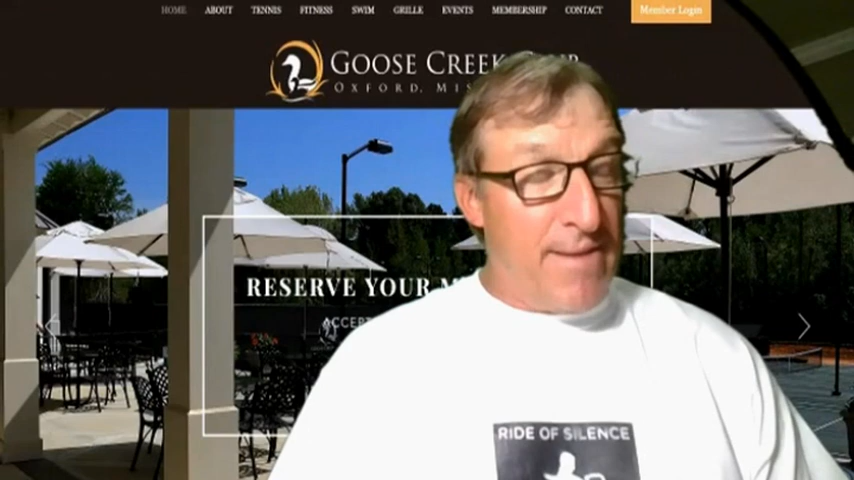 HOME ABOUT TENNIS FITNESS SWIM GRILLE EVENTS MEMBERSHIP CONTACT Member Login
GOOSE CREEK
OXFORD,
RESERVE YOUR
RIDE OF SILENCE